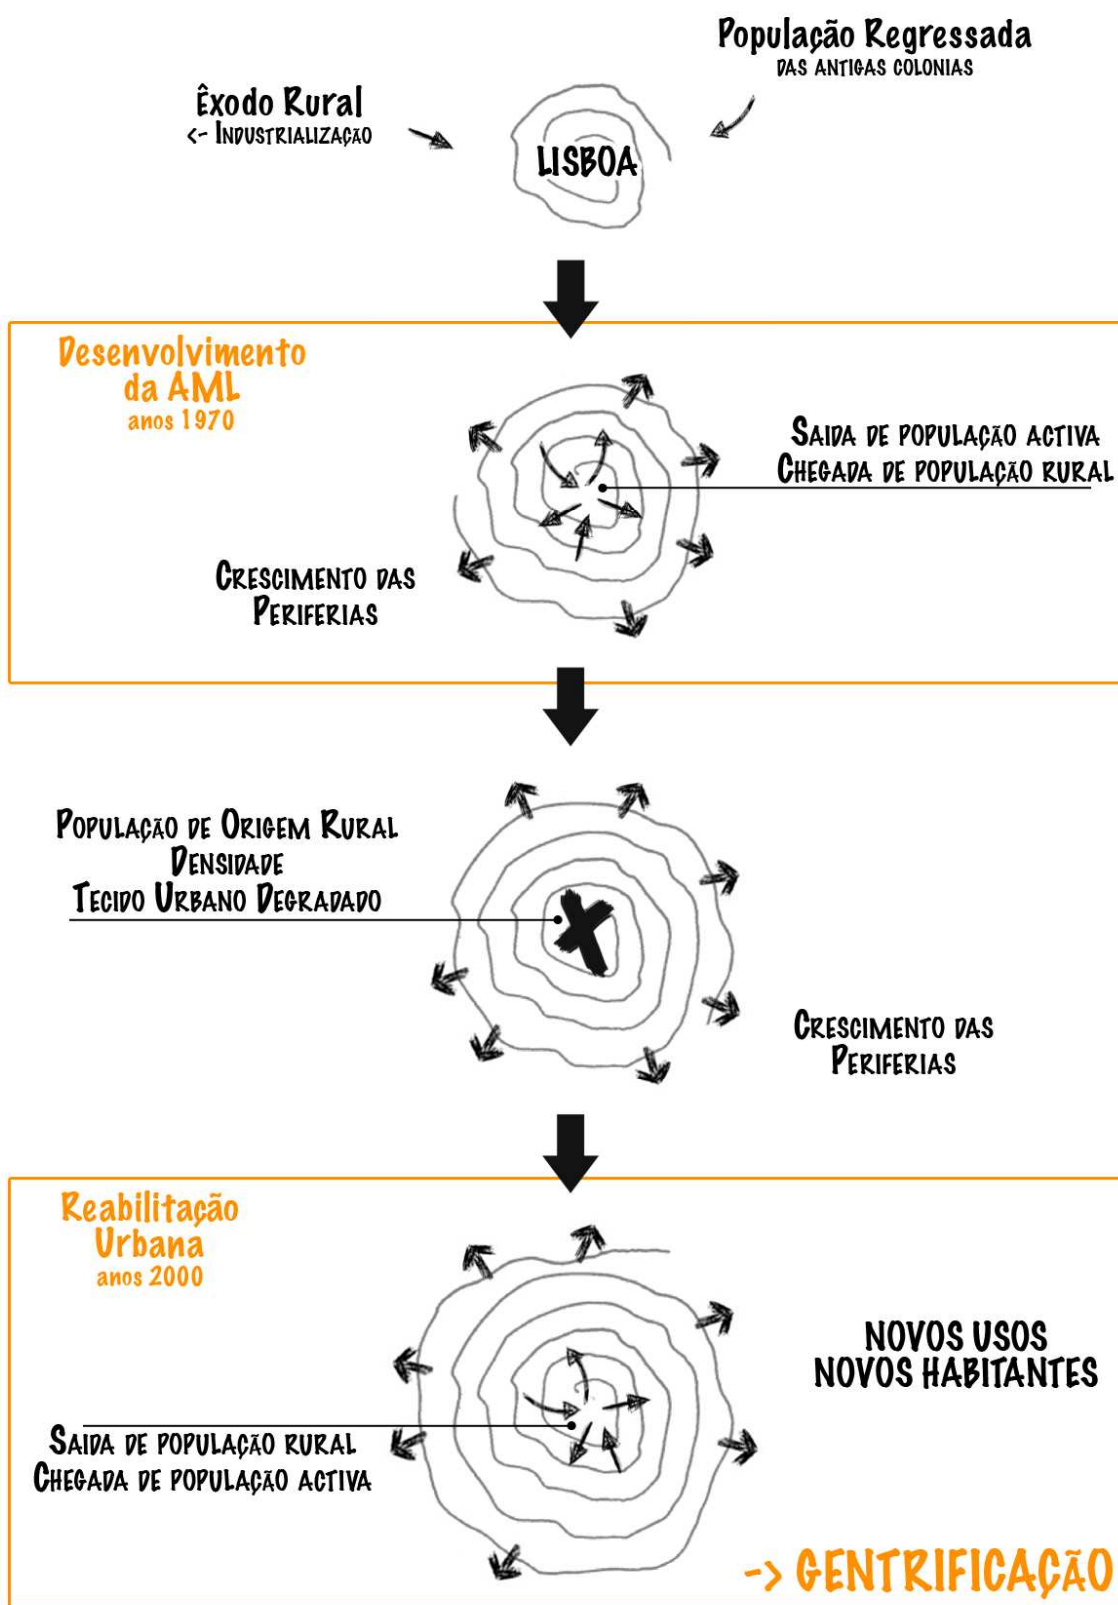 População Regressada
DAS ANTIGAS COLONIAS
Êxodo Rural
<- INDUSTRIALIZAÇÃO
LISBOA
Desenvolvimento
da AML
anos 1970
SAIDA DE POPULAÇÃO ACTIVA
CHEGADA DE POPULAÇÃO RURAL
CRESCIMENTO DAS
PERIFERIAS
POPULAÇÃO DE ORIGEM RURAL
DENSIDADE
TECIDO URBANO DEGRADADO
CRESCIMENTO DAS
PERIFERIAS
Reabilitação
Urbana
anos 2000
NOVOS USOS
NOVOS HABITANTES
SAIDA DE POPULAÇÃO RURAL
CHEGADA DE POPULAÇÃO ACTIVA
-> GENTRIFICAÇÃO